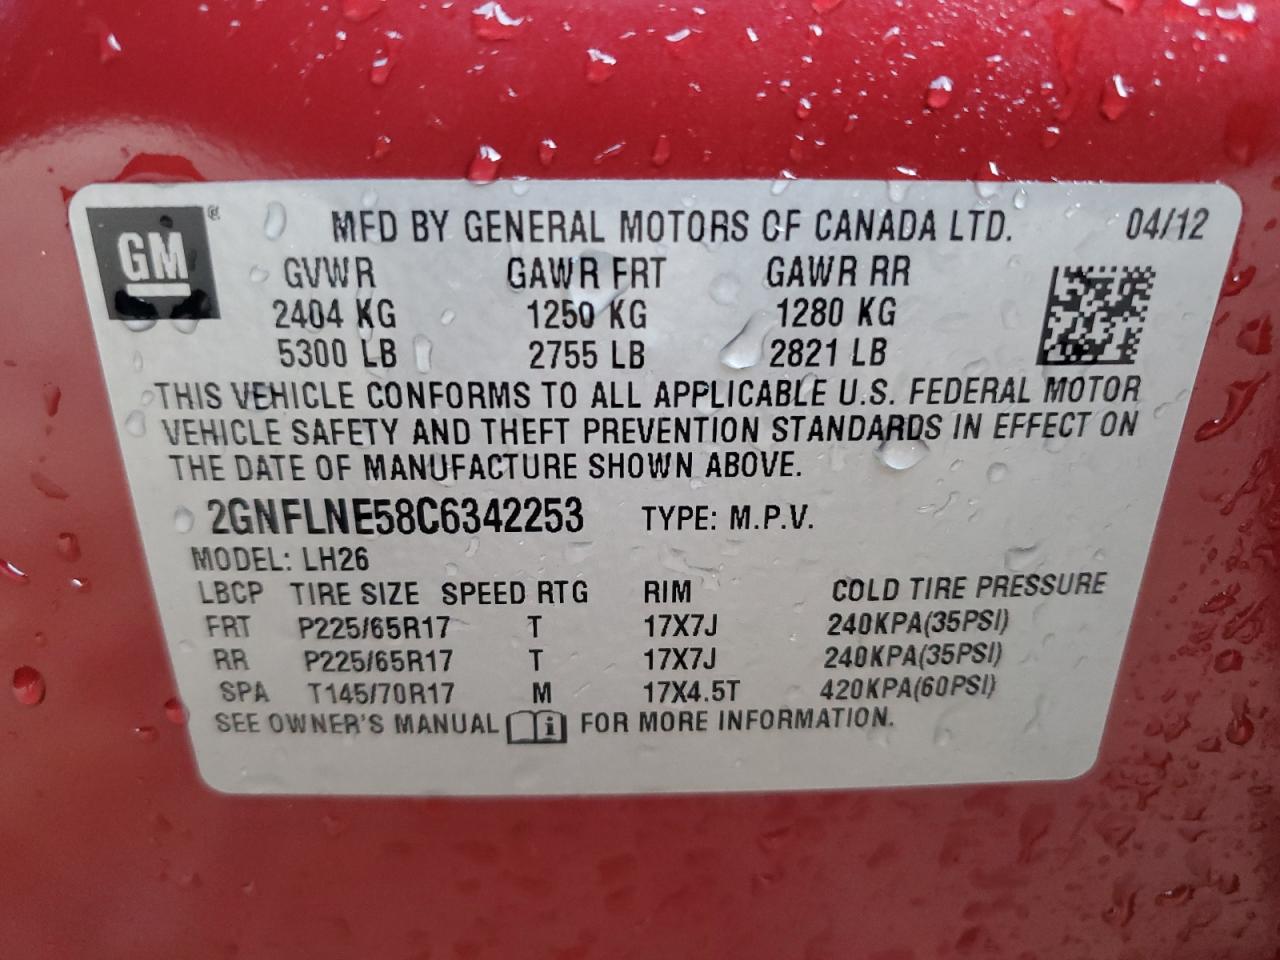 GM ®
MFD BY GENERAL MOTORS OF CANADA LTD. 04/12
GVWR GAWR FRT GAWR RR
2404 KG 1250 KG 1280 KG
5300 LB 2755 LB 2821 LB
THIS VEHICLE CONFORMS TO ALL APPLICABLE U.S. FEDERAL MOTOR
VEHICLE SAFETY AND THEFT PREVENTION STANDARDS IN EFFECT ON
THE DATE OF MANUFACTURE SHOWN ABOVE.
2GNFLNE58C6342253 TYPE: M.P.V.
MODEL: LH26
LBCP TIRE SIZE SPEED RTG RIM COLD TIRE PRESSURE
FRT P225/65R17 T 17X7J 240KPA(35PSI)
RR P225/65R17 T 17X7J 240KPA(35PSI)
SPA T145/70R17 M 17X4.5T 420KPA(60PSI)
SEE OWNER'S MANUAL i FOR MORE INFORMATION.